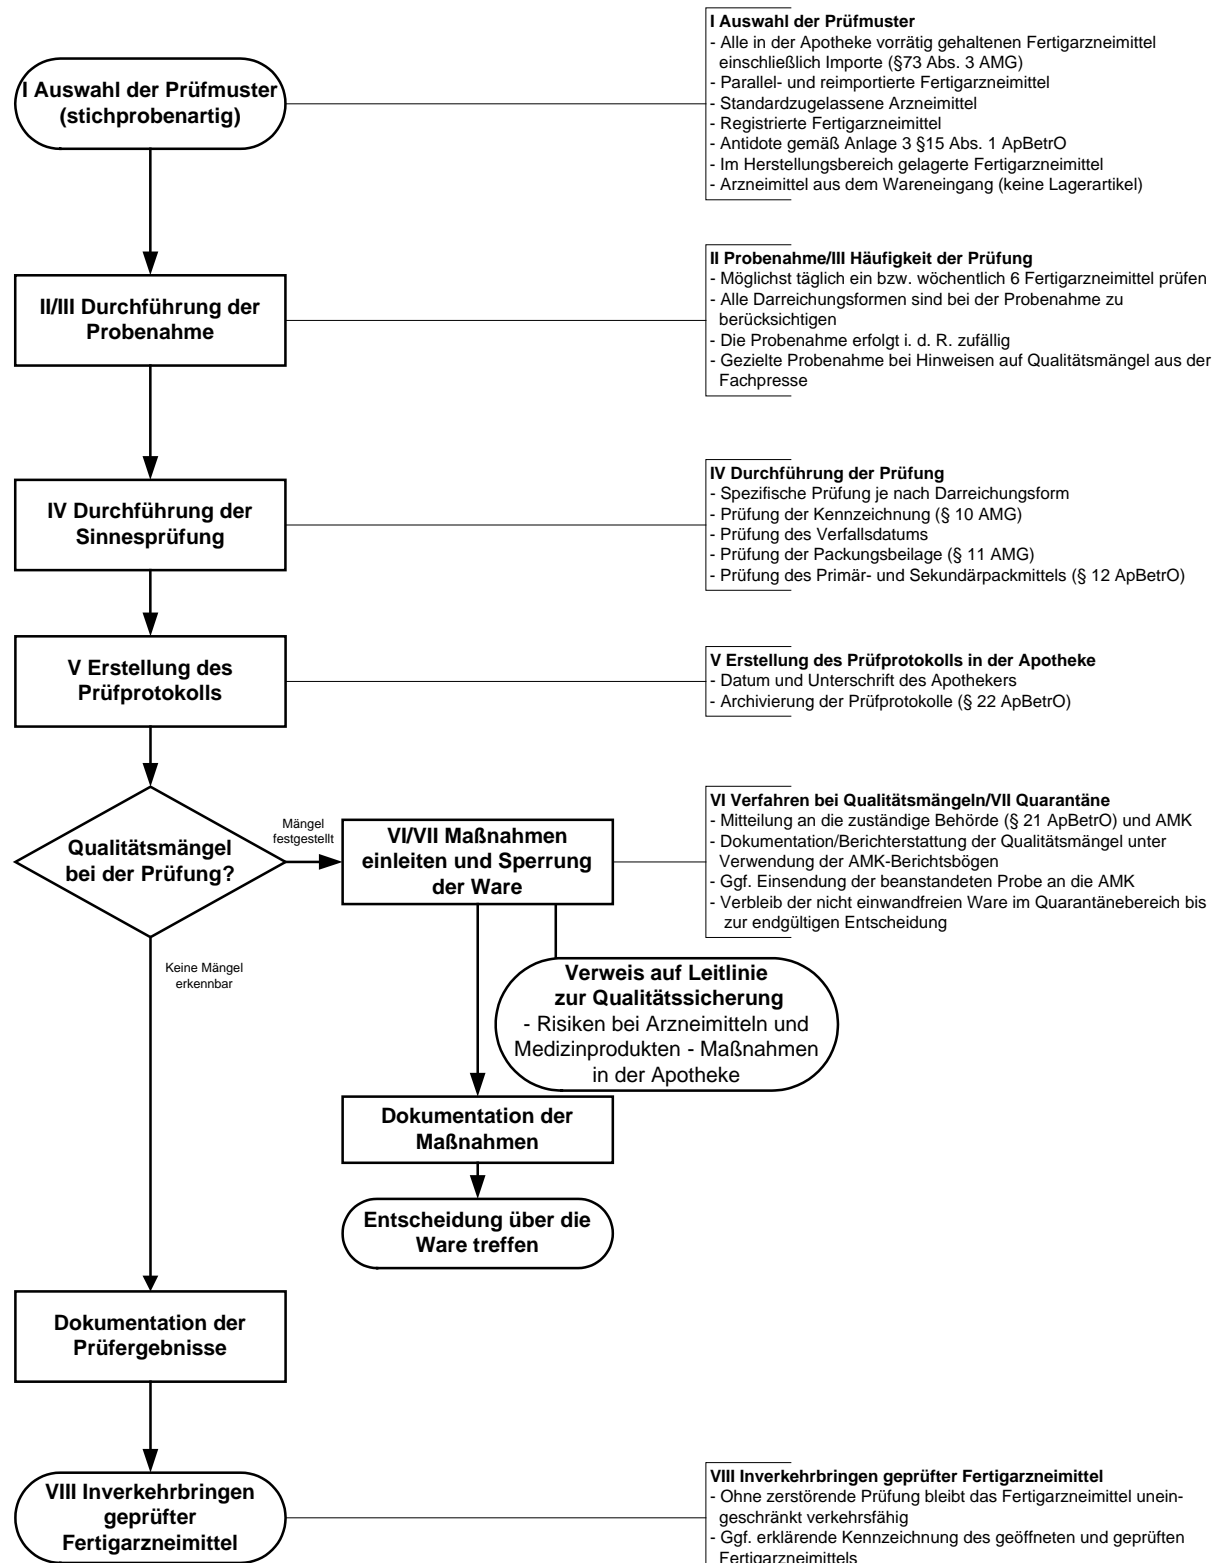 I Auswahl der Prüfmuster
(stichprobenartig)
I Auswahl der Prüfmuster
- Alle in der Apotheke vorrätig gehaltenen Fertigarzneimittel
einschließlich Importe (§73 Abs. 3 AMG)
- Parallel- und reimportierte Fertigarzneimittel
- Standardzugelassene Arzneimittel
- Registrierte Fertigarzneimittel
- Antidote gemäß Anlage 3 §15 Abs. 1 ApBetrO
- Im Herstellungsbereich gelagerte Fertigarzneimittel
- Arzneimittel aus dem Wareneingang (keine Lagerartikel)
II/III Durchführung der
Probenahme
II Probenahme/III Häufigkeit der Prüfung
- Möglichst täglich ein bzw. wöchentlich 6 Fertigarzneimittel prüfen
- Alle Darreichungsformen sind bei der Probenahme zu
berücksichtigen
- Die Probenahme erfolgt i. d. R. zufällig
- Gezielte Probenahme bei Hinweisen auf Qualitätsmängel aus der
Fachpresse
IV Durchführung der
Sinnesprüfung
IV Durchführung der Prüfung
- Spezifische Prüfung je nach Darreichungsform
- Prüfung der Kennzeichnung (§ 10 AMG)
- Prüfung des Verfallsdatums
- Prüfung der Packungsbeilage (§ 11 AMG)
- Prüfung des Primär- und Sekundärpackmittels (§ 12 ApBetrO)
V Erstellung des
Prüfprotokolls
V Erstellung des Prüfprotokolls in der Apotheke
- Datum und Unterschrift des Apothekers
- Archivierung der Prüfprotokolle (§ 22 ApBetrO)
Qualitätsmängel
bei der Prüfung?
Mängel
festgestellt
VI/VII Maßnahmen
einleiten und Sperrung
der Ware
VI Verfahren bei Qualitätsmängeln/VII Quarantäne
- Mitteilung an die zuständige Behörde (§ 21 ApBetrO) und AMK
- Dokumentation/Berichterstattung der Qualitätsmängel unter
Verwendung der AMK-Berichtsbögen
- Ggf. Einsendung der beanstandeten Probe an die AMK
- Verbleib der nicht einwandfreien Ware im Quarantänebereich bis
zur endgültigen Entscheidung
Keine Mängel
erkennbar
Verweis auf Leitlinie
zur Qualitätssicherung
- Risiken bei Arzneimitteln und
Medizinprodukten - Maßnahmen
in der Apotheke
Dokumentation der
Maßnahmen
Entscheidung über die
Ware treffen
Dokumentation der
Prüfergebnisse
VIII Inverkehrbringen
geprüfter
Fertigarzneimittel
VIII Inverkehrbringen geprüfter Fertigarzneimittel
- Ohne zerstörende Prüfung bleibt das Fertigarzneimittel unein-
geschränkt verkehrsfähig
- Ggf. erklärende Kennzeichnung des geöffneten und geprüften
Fertigarzneimittels